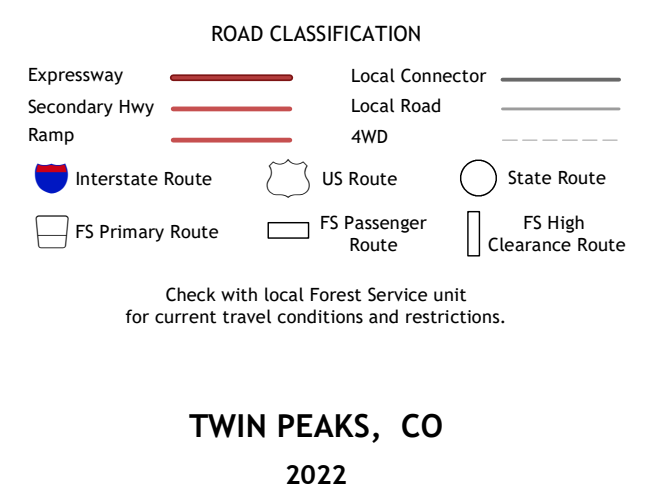 ROAD CLASSIFICATION
Expressway
Local Connector
Secondary Hwy
Local Road
Ramp
4WD
Interstate Route
US Route
State Route
FS Primary Route
FS Passenger
Route
FS High
Clearance Route
Check with local Forest Service unit
for current travel conditions and restrictions.
TWIN PEAKS, CO
2022